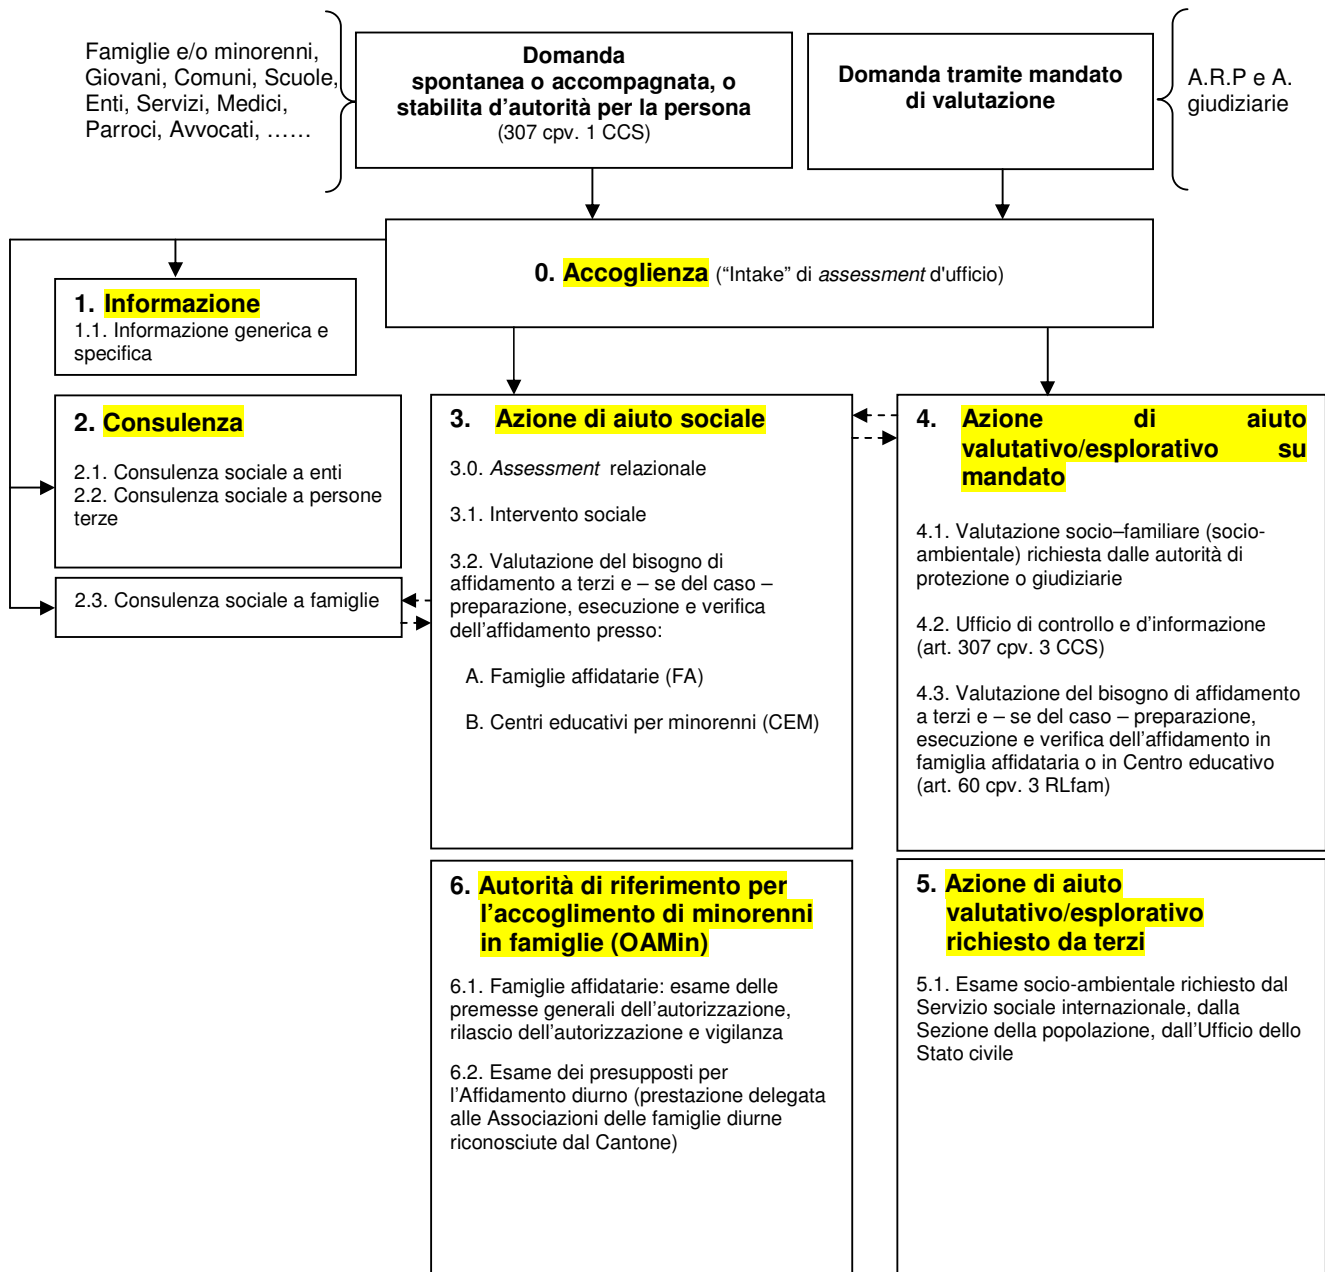 Famiglie e/o minorenni,
Giovani, Comuni, Scuole,
Enti, Servizi, Medici,
Parroci, Avvocati, ……
Domanda
spontanea o accompagnata, o
stabilita d’autorità per la persona
(307 cpv. 1 CCS)
Domanda tramite mandato
di valutazione
A.R.P e A.
giudiziarie
0. Accoglienza (“Intake” di assessment d'ufficio)
1. Informazione
1.1. Informazione generica e
specifica
2. Consulenza
2.1. Consulenza sociale a enti
2.2. Consulenza sociale a persone
terze
2.3. Consulenza sociale a famiglie
3. Azione di aiuto sociale
3.0. Assessment relazionale
3.1. Intervento sociale
3.2. Valutazione del bisogno di
affidamento a terzi e – se del caso –
preparazione, esecuzione e verifica
dell’affidamento presso:
A. Famiglie affidatarie (FA)
B. Centri educativi per minorenni (CEM)
4. Azione di aiuto
valutativo/esplorativo su
mandato
4.1. Valutazione socio–familiare (socio-
ambientale) richiesta dalle autorità di
protezione o giudiziarie
4.2. Ufficio di controllo e d’informazione
(art. 307 cpv. 3 CCS)
4.3. Valutazione del bisogno di affidamento
a terzi e – se del caso – preparazione,
esecuzione e verifica dell’affidamento in
famiglia affidataria o in Centro educativo
(art. 60 cpv. 3 RLfam)
6. Autorità di riferimento per
l’accoglimento di minorenni
in famiglie (OAMin)
6.1. Famiglie affidatarie: esame delle
premesse generali dell’autorizzazione,
rilascio dell’autorizzazione e vigilanza
6.2. Esame dei presupposti per
l’Affidamento diurno (prestazione delegata
alle Associazioni delle famiglie diurne
riconosciute dal Cantone)
5. Azione di aiuto
valutativo/esplorativo
richiesto da terzi
5.1. Esame socio-ambientale richiesto dal
Servizio sociale internazionale, dalla
Sezione della popolazione, dall’Ufficio dello
Stato civile